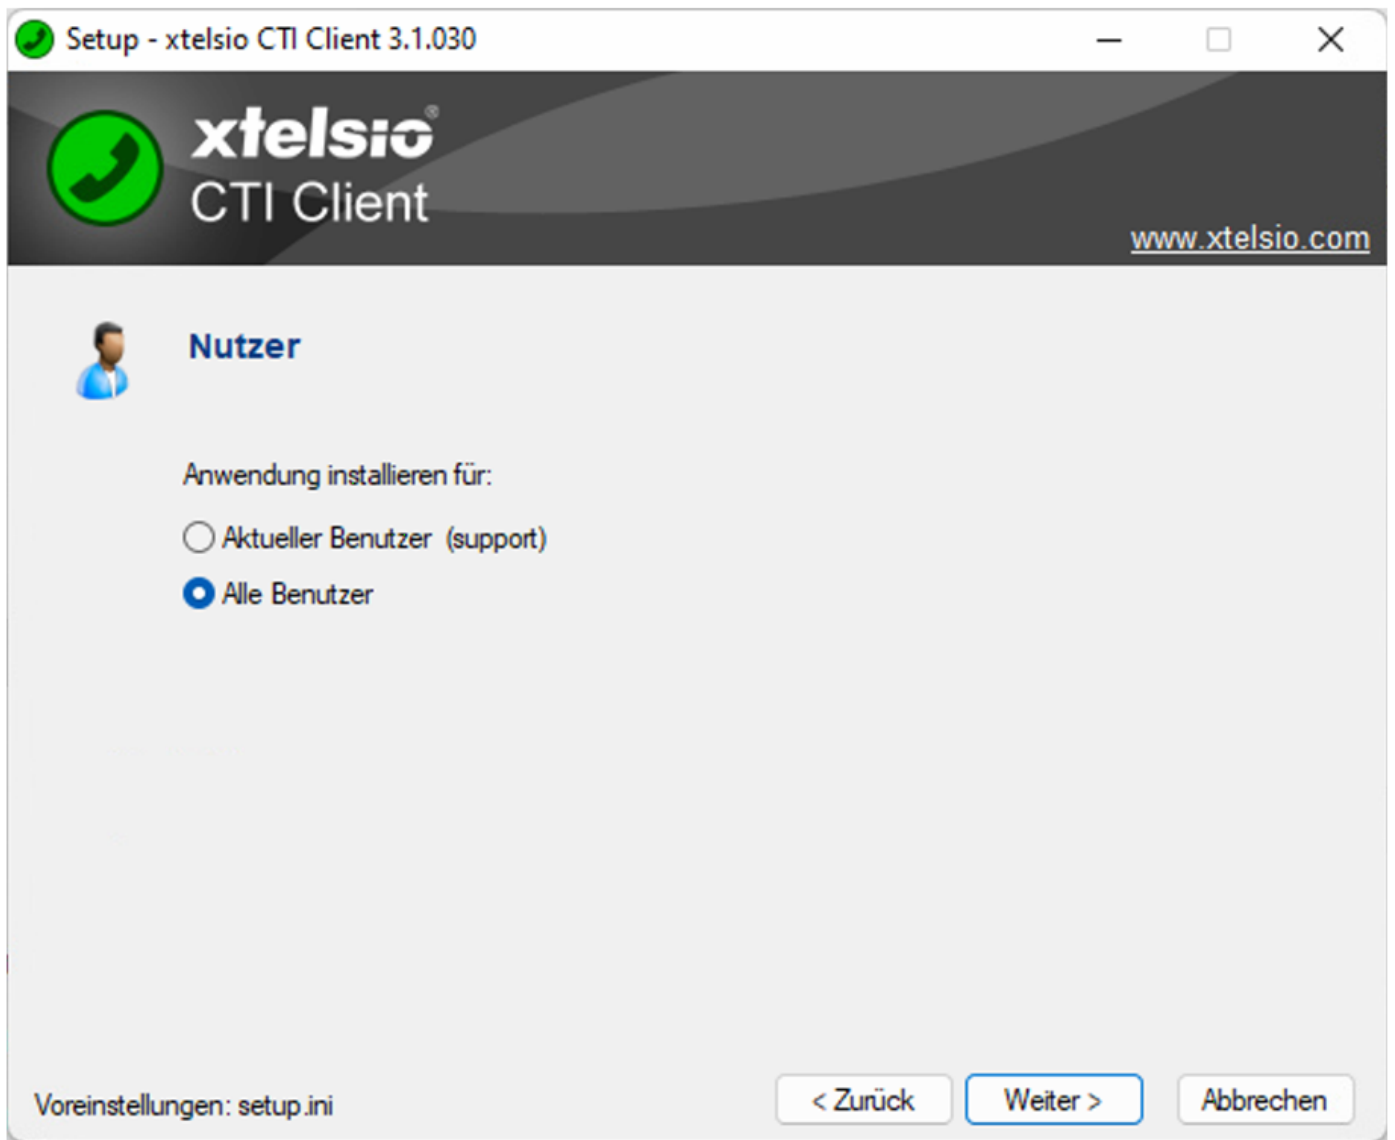 Setup - xtelsio CTI Client 3.1.030
xtelsio®
CTI Client
www.xtelsio.com
Nutzer
Anwendung installieren für:
Aktueller Benutzer (support)
Alle Benutzer
Voreinstellungen: setup.ini
< Zurück
Weiter >
Abbrechen